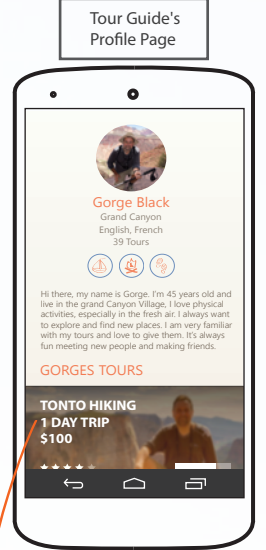 Tour Guide's
Profile Page
Gorge Black
Grand Canyon
English, French
39 Tours
Hi there, my name is Gorge. I'm 45 years old and
live in the grand Canyon Village, I love physical
activities, especially in the fresh air. I always want
to explore and find new places. I am very familiar
with my tours and love to give them. It's always
fun meeting new people and making friends.
GORGES TOURS
TONTO HIKING
1 DAY TRIP
$100